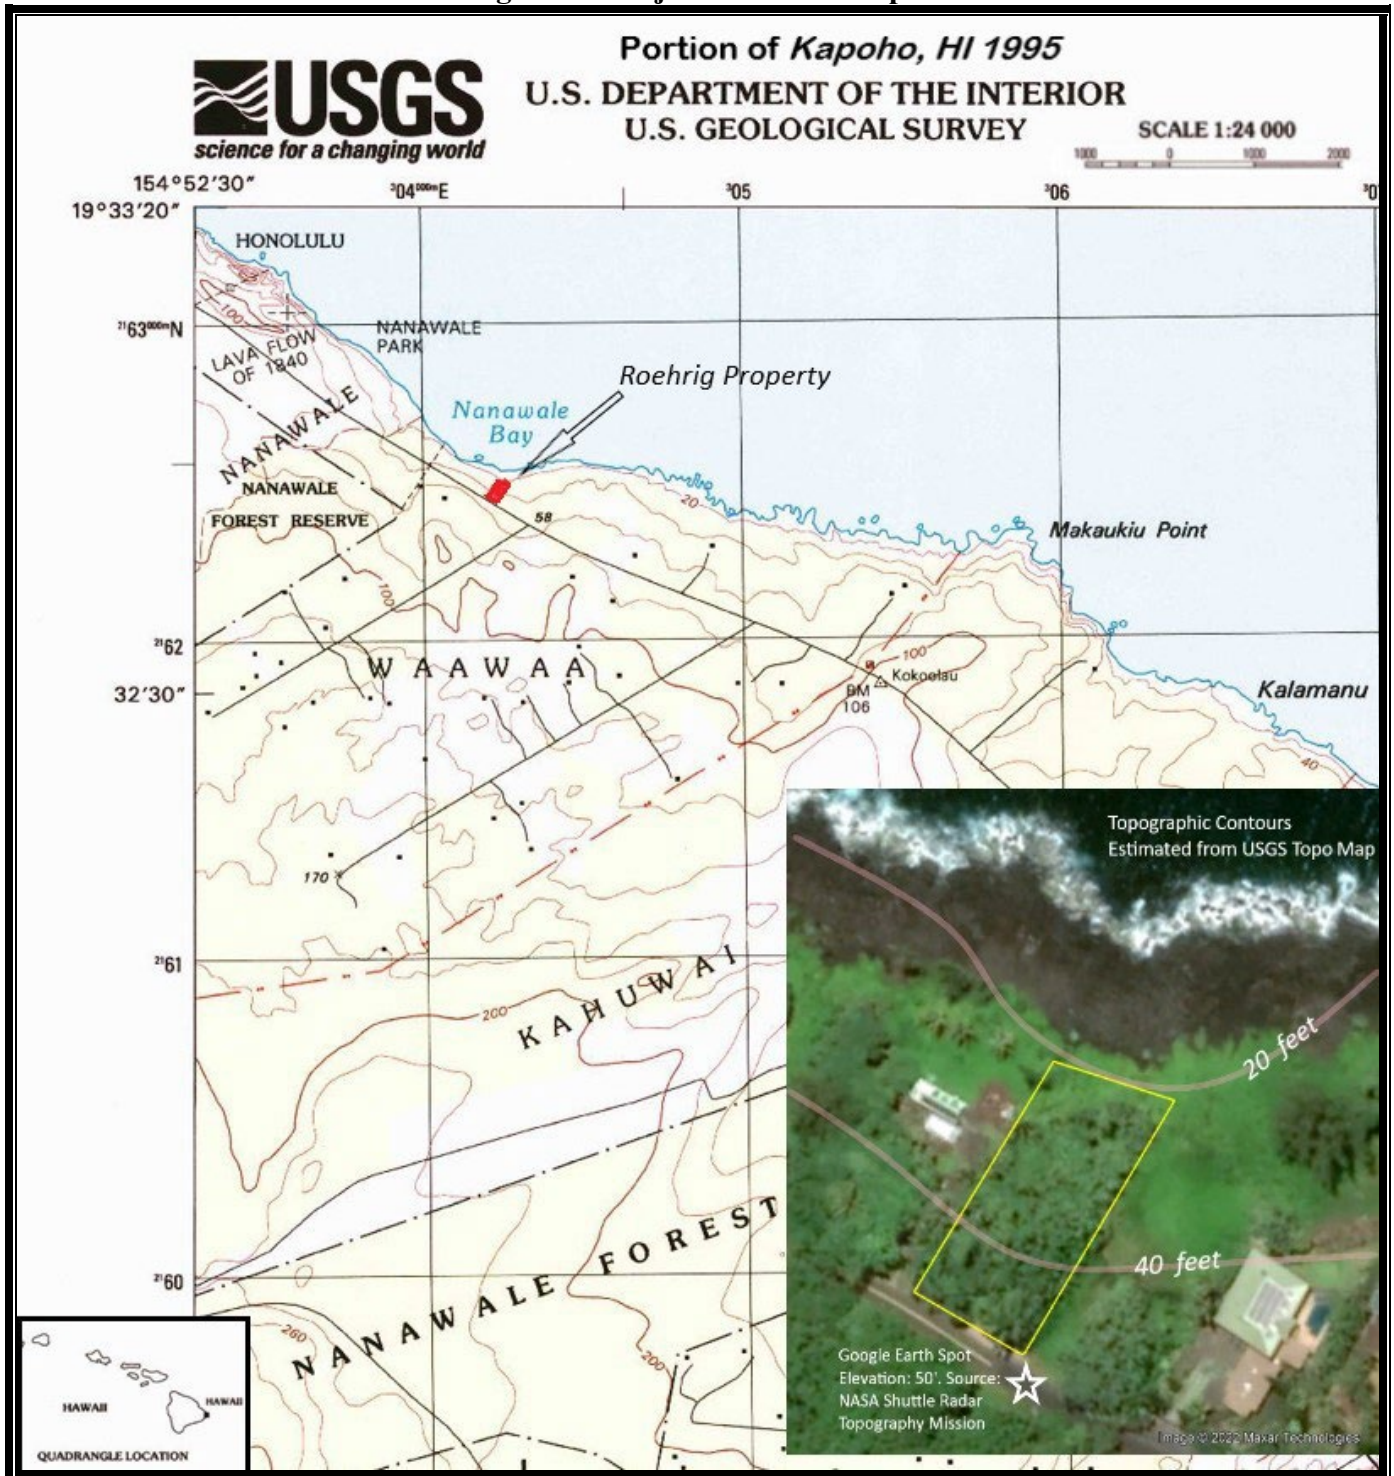 Portion of Kapoho, HI 1995
U.S. DEPARTMENT OF THE INTERIOR
U.S. GEOLOGICAL SURVEY
USGS
science for a changing world
SCALE 1:24 000
1000 0 1000 2000
154°52'30"
³04⁰⁰⁰ᵐE
³05
³06
19°33'20"
HONOLULU
100
²¹63⁰⁰⁰ᵐN
NANAWALE
PARK
LAVA FLOW
OF 1840
Roehrig Property
NANAWALE
Nanawale
Bay
NANAWALE
FOREST RESERVE
58
20
Makaukiu Point
100
²¹62
WAAWAA
100
Kokoolau
BM
106
32'30"
Kalamanu
40
170
²¹61
KAHUWAI
200
²¹60
NANAWALE FOREST
260
200
Topographic Contours
Estimated from USGS Topo Map
20 feet
40 feet
Google Earth Spot
Elevation: 50'. Source:
NASA Shuttle Radar
Topography Mission
Image © 2022 Maxar Technologies
HAWAII
HAWAII
QUADRANGLE LOCATION